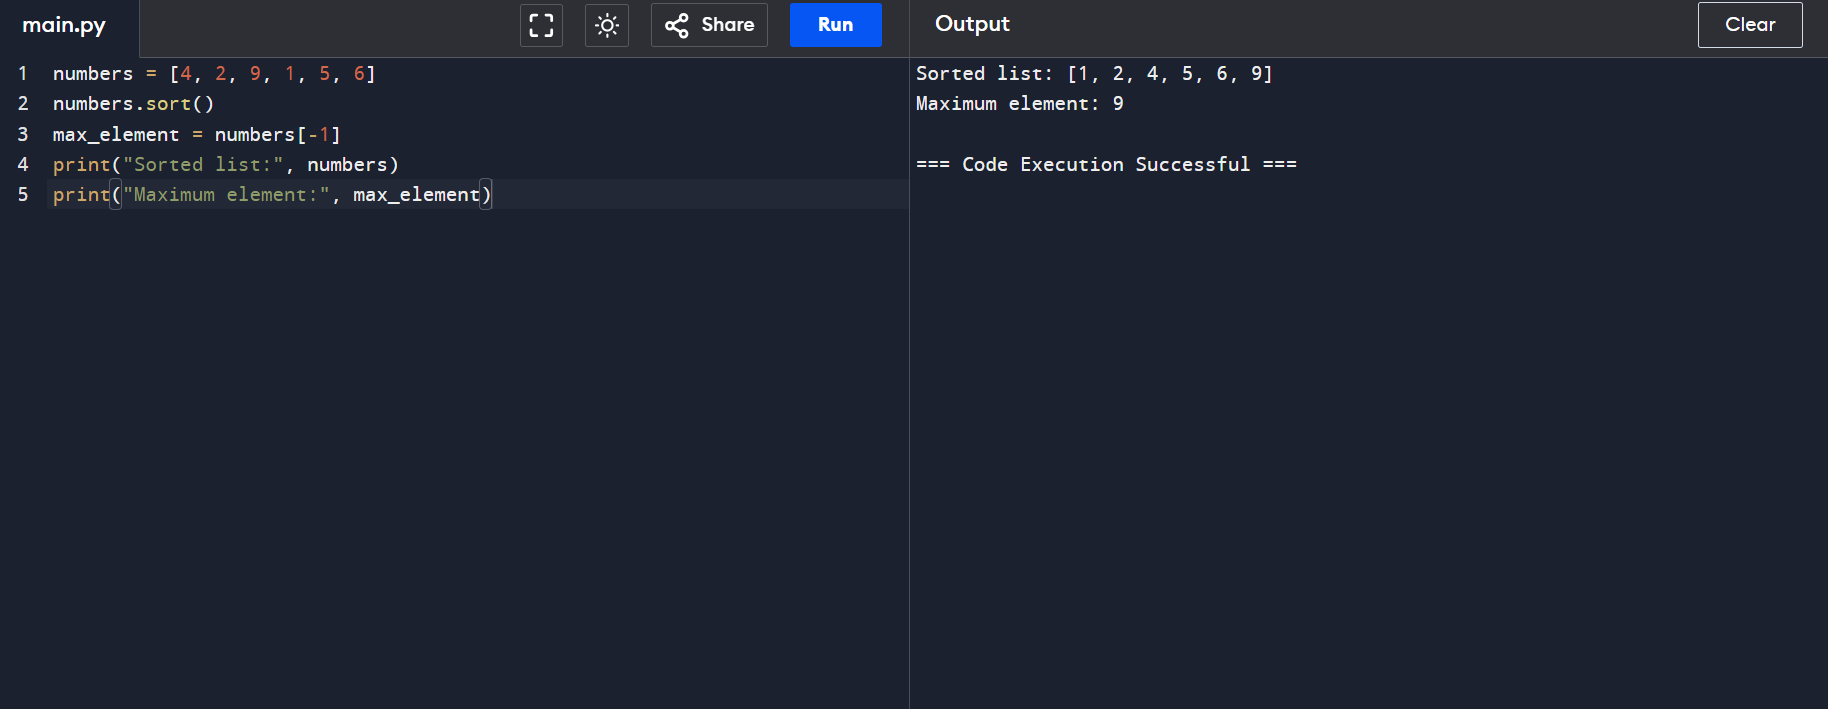 main.py
Share
Run
Output
Clear
1 numbers = [4, 2, 9, 1, 5, 6]
2 numbers.sort()
3 max_element = numbers[-1]
4 print("Sorted list:", numbers)
5 print("Maximum element:", max_element)
Sorted list: [1, 2, 4, 5, 6, 9]
Maximum element: 9
=== Code Execution Successful ===